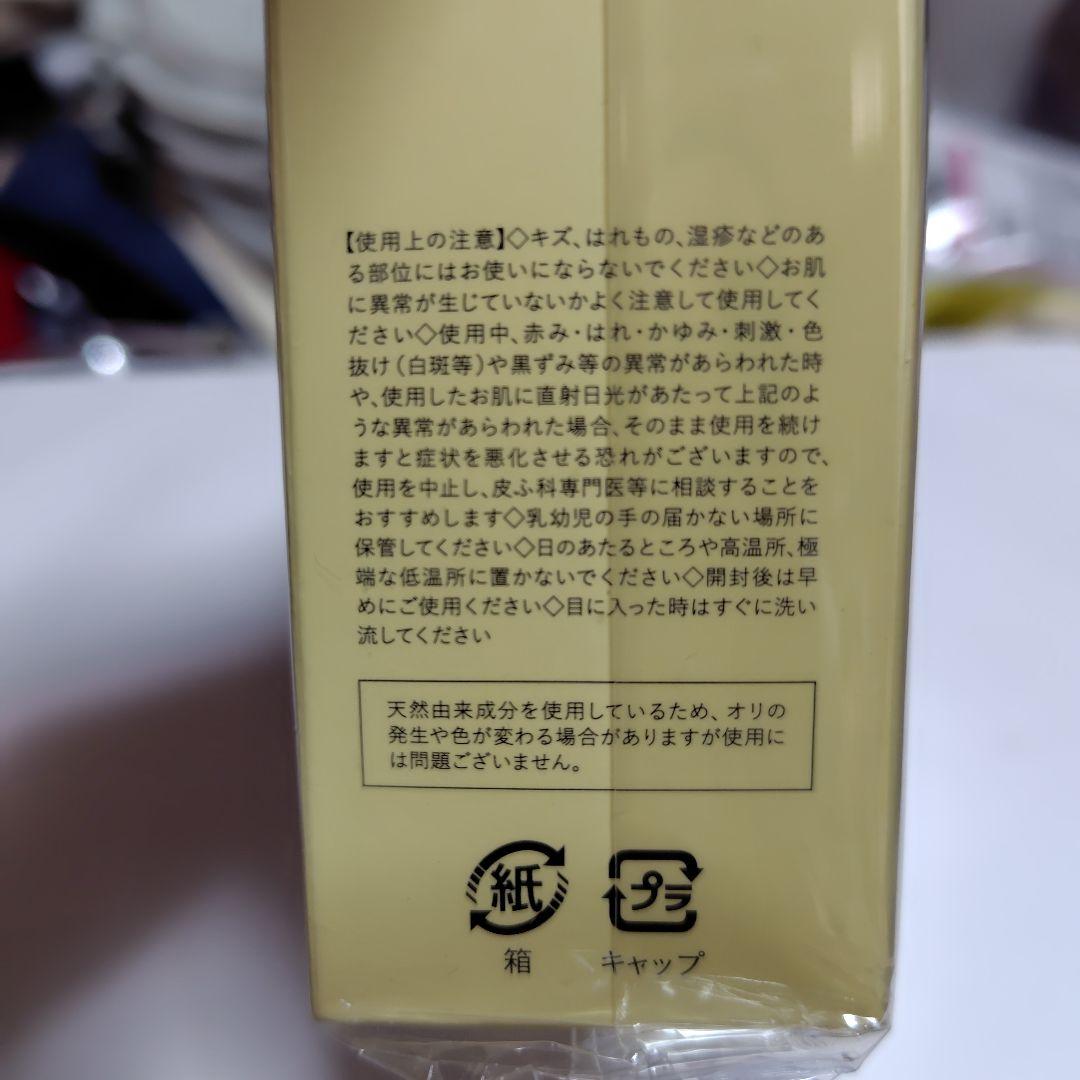 【使用上の注意】◇キズ、はれもの、湿疹などのあ
る部位にはお使いにならないでください◇お肌
に異常が生じていないかよく注意して使用してく
ださい◇使用中、赤み・はれ・かゆみ・刺激・色
抜け(白斑等)や黒ずみ等の異常があらわれた時
や、使用したお肌に直射日光があたって上記のよ
うな異常があらわれた場合、そのまま使用を続け
ますと症状を悪化させる恐れがございますので、
使用を中止し、皮ふ科専門医等に相談することを
おすすめします◇乳幼児の手の届かない場所に
保管してください◇日のあたるところや高温所、極
端な低温所に置かないでください◇開封後は早
めにご使用ください◇目に入った時はすぐに洗い
流してください
天然由来成分を使用しているため、オリの
発生や色が変わる場合がありますが使用に
は問題ございません。
紙 プラ
箱 キャップ